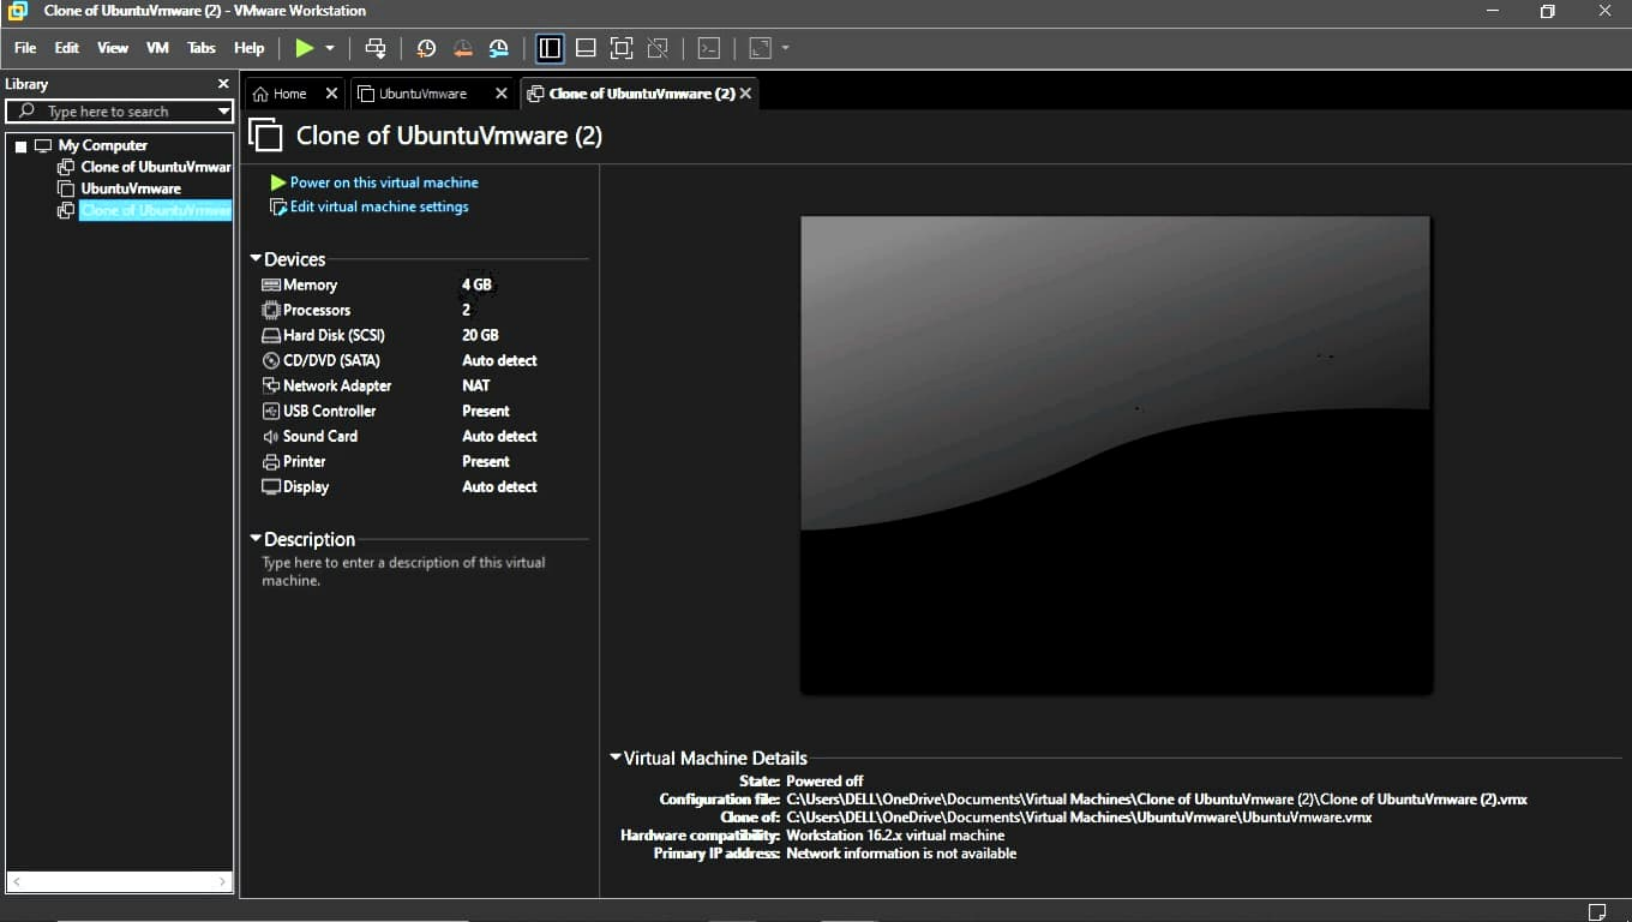 Clone of UbuntuVmware (2) - VMware Workstation
File Edit View VM Tabs Help
Library
Type here to search
My Computer
Clone of UbuntuVmwar
UbuntuVmware
Clone of UbuntuVmwar
Home
UbuntuVmware
Clone of UbuntuVmware (2)
Clone of UbuntuVmware (2)
Power on this virtual machine
Edit virtual machine settings
Devices
Memory 4 GB
Processors 2
Hard Disk (SCSI) 20 GB
CD/DVD (SATA) Auto detect
Network Adapter NAT
USB Controller Present
Sound Card Auto detect
Printer Present
Display Auto detect
Description
Type here to enter a description of this virtual
machine.
Virtual Machine Details
State: Powered off
Configuration file: C:\Users\DELL\OneDrive\Documents\Virtual Machines\Clone of UbuntuVmware (2)\Clone of UbuntuVmware (2).vmx
Clone of: C:\Users\DELL\OneDrive\Documents\Virtual Machines\UbuntuVmware\UbuntuVmware.vmx
Hardware compatibility: Workstation 16.2.x virtual machine
Primary IP address: Network information is not available